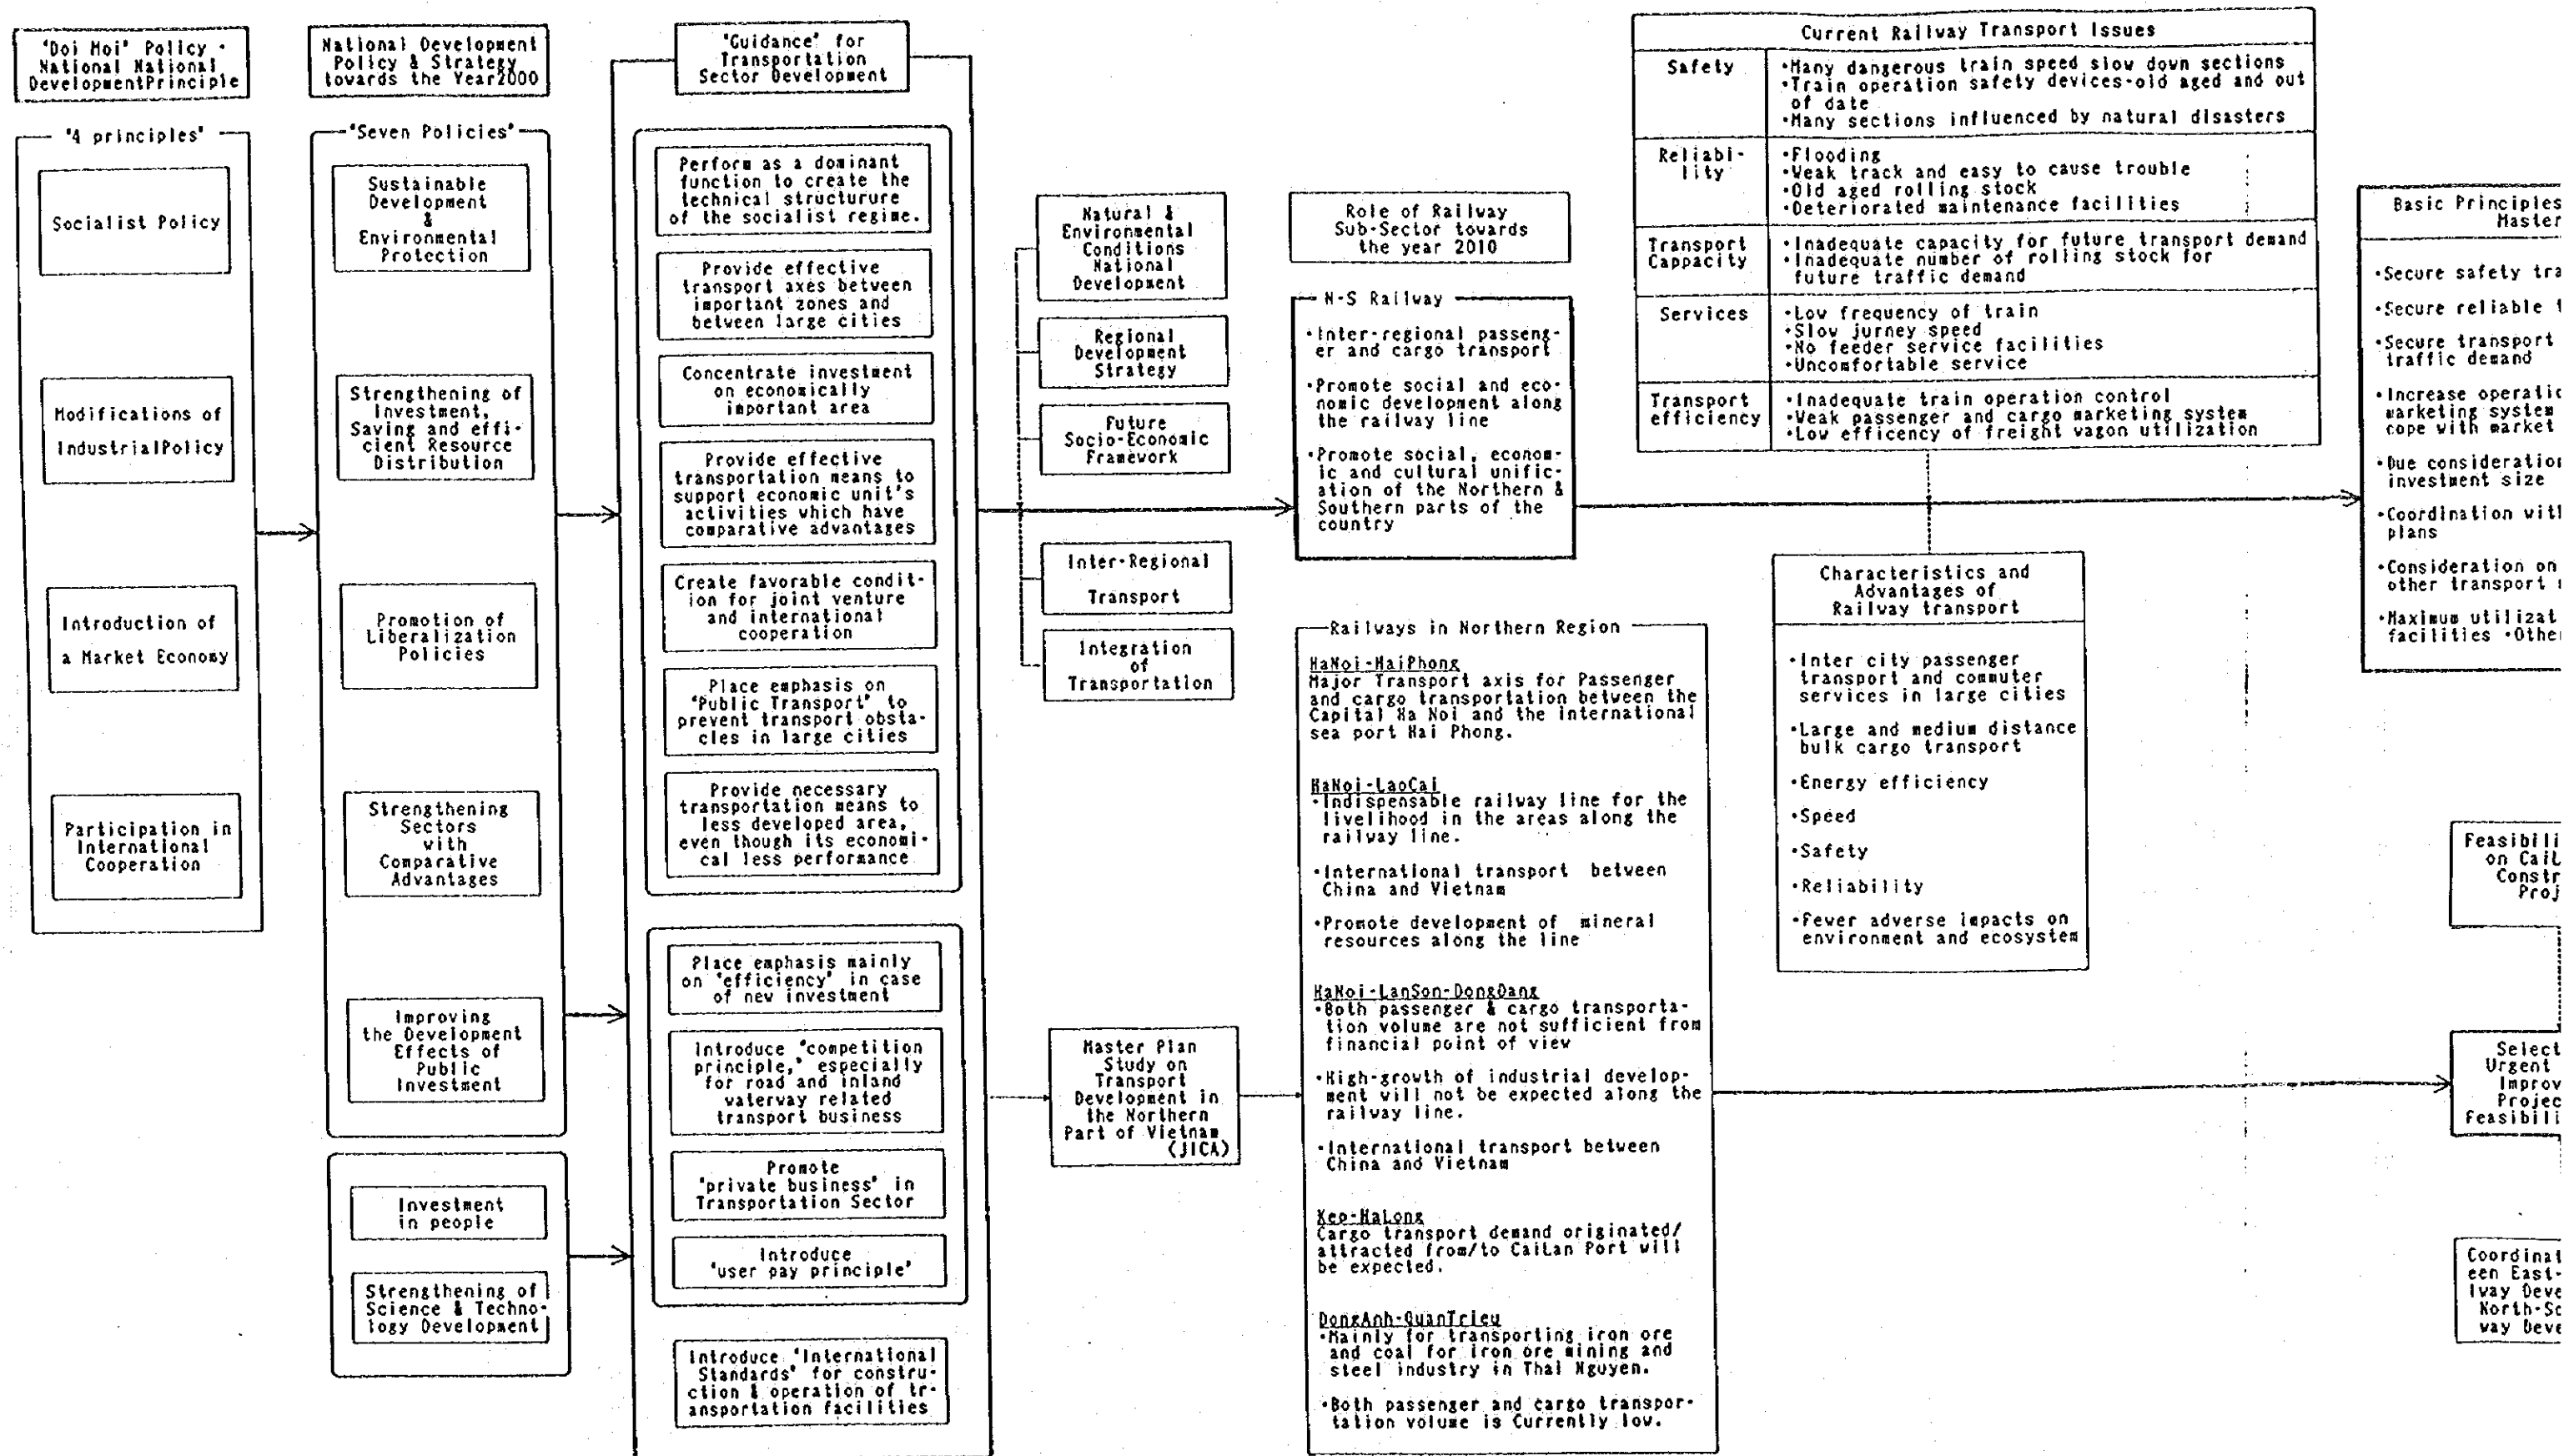 'Doi Moi' Policy ·
National National
DevelopmentPrinciple
'4 principles'
Socialist Policy
Modifications of
IndustrialPolicy
Introduction of
a Market Economy
Participation in
International
Cooperation
National Development
Policy & Strategy
towards the Year2000
'Seven Policies'
Sustainable
Development
&
Environmental
Protection
Strengthening of
Investment,
Saving and effi-
cient Resource
Distribution
Promotion of
Liberalization
Policies
Strengthening
Sectors
with
Comparative
Advantages
Improving
the Development
Effects of
Public
Investment
Investment
in people
Strengthening of
Science & Techno-
logy Development
'Guidance' for
Transportation
Sector Development
Perform as a dominant
function to create the
technical structurure
of the socialist regime.
Provide effective
transport axes between
important zones and
between large cities
Concentrate investment
on economically
important area
Provide effective
transportation means to
support economic unit's
activities which have
comparative advantages
Create favorable condit-
ion for joint venture
and international
cooperation
Place emphasis on
'Public Transport' to
prevent transport obsta-
cles in large cities
Provide necessary
transportation means to
less developed area,
even though its economi-
cal less performance
Place emphasis mainly
on 'efficiency' in case
of new investment
Introduce 'competition
principle,' especially
for road and inland
waterway related
transport business
Promote
'private business' in
Transportation Sector
Introduce
'user pay principle'
Introduce 'International
Standards' for constru-
ction & operation of tr-
ansportation facilities
Natural &
Environmental
Conditions
National
Development
Regional
Development
Strategy
Future
Socio-Economic
Framework
Inter-Regional
Transport
Integration
of
Transportation
Master Plan
Study on
Transport
Development in
the Northern
Part of Vietnam
(JICA)
Role of Railway
Sub-Sector towards
the year 2010
N-S Railway
·Inter-regional passeng-
er and cargo transport
·Promote social and eco-
nomic development along
the railway line
·Promote social, econom-
ic and cultural unific-
ation of the Northern &
Southern parts of the
country
Railways in Northern Region
HaNoi-HaiPhong
Major Transport axis for Passenger
and cargo transportation between the
Capital Ha Noi and the international
sea port Hai Phong.
HaNoi-LaoCai
·Indispensable railway line for the
livelihood in the areas along the
railway line.
·International transport between
China and Vietnam
·Promote development of mineral
resources along the line
HaNoi-LanSon-DongDang
·Both passenger & cargo transporta-
tion volume are not sufficient from
financial point of view
·High-growth of industrial develop-
ment will not be expected along the
railway line.
·International transport between
China and Vietnam
Kep-HaLong
Cargo transport demand originated/
attracted from/to CaiLan Port will
be expected.
DongAnh-QuanTrieu
·Mainly for transporting iron ore
and coal for iron ore mining and
steel industry in Thai Nguyen.
·Both passenger and cargo transpor-
tation volume is Currently low.
Current Railway Transport Issues
Safety
·Many dangerous train speed slow down sections
·Train operation safety devices-old aged and out
of date
·Many sections influenced by natural disasters
Reliabi-
lity
·Flooding
·Weak track and easy to cause trouble
·Old aged rolling stock
·Deteriorated maintenance facilities
Transport
Cappacity
·Inadequate capacity for future transport demand
·Inadequate number of rolling stock for
future traffic demand
Services
·Low frequency of train
·Slow jurney speed
·No feeder service facilities
·Uncomfortable service
Transport
efficiency
·Inadequate train operation control
·Weak passenger and cargo marketing system
·Low efficency of freight wagon utilization
Characteristics and
Advantages of
Railway transport
·Inter city passenger
transport and commuter
services in large cities
·Large and medium distance
bulk cargo transport
·Energy efficiency
·Speed
·Safety
·Reliability
·Fewer adverse impacts on
environment and ecosystem
Basic Principles
Master
·Secure safety tra
·Secure reliable
·Secure transport
traffic demand
·Increase operatio
marketing system
cope with market
·Due consideration
investment size
·Coordination with
plans
·Consideration on
other transport
·Maximum utilizat
facilities ·Other
Feasibili
on CaiL
Constr
Proj
Select
Urgent
Improv
Projec
Feasibili
Coordinat
een East-
lway Deve
North-So
way Deve